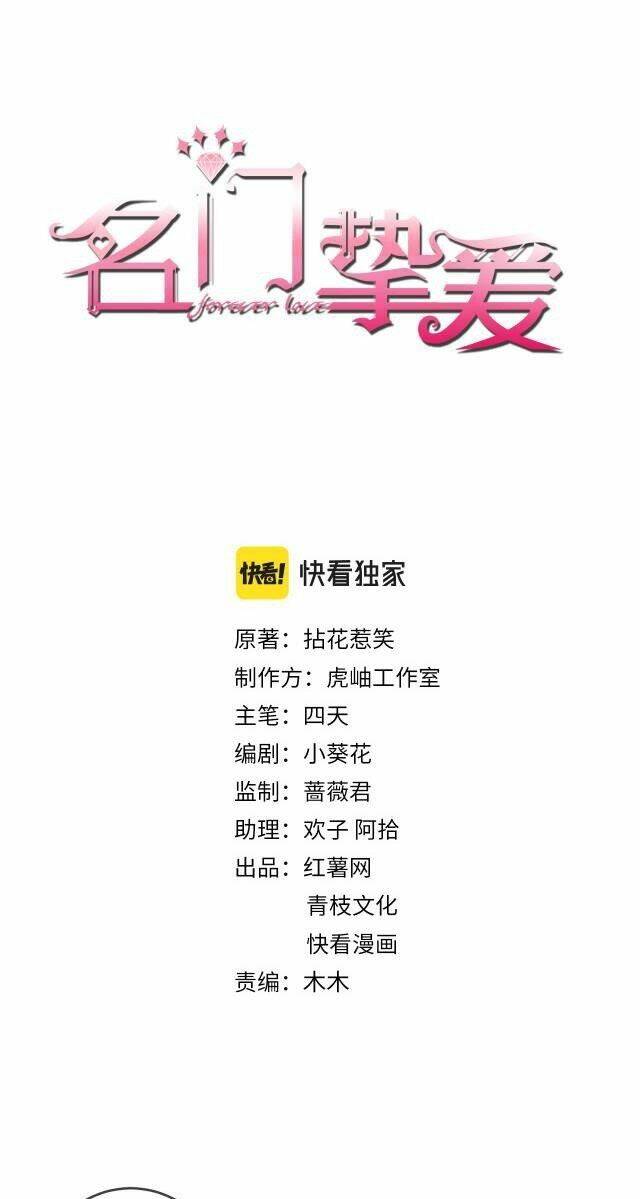 名门挚爱
forever love
快看! 快看独家
原著：拈花惹笑
制作方：虎岫工作室
主笔：四天
编剧：小葵花
监制：蔷薇君
助理：欢子 阿拾
出品：红薯网
青枝文化
快看漫画
责编：木木